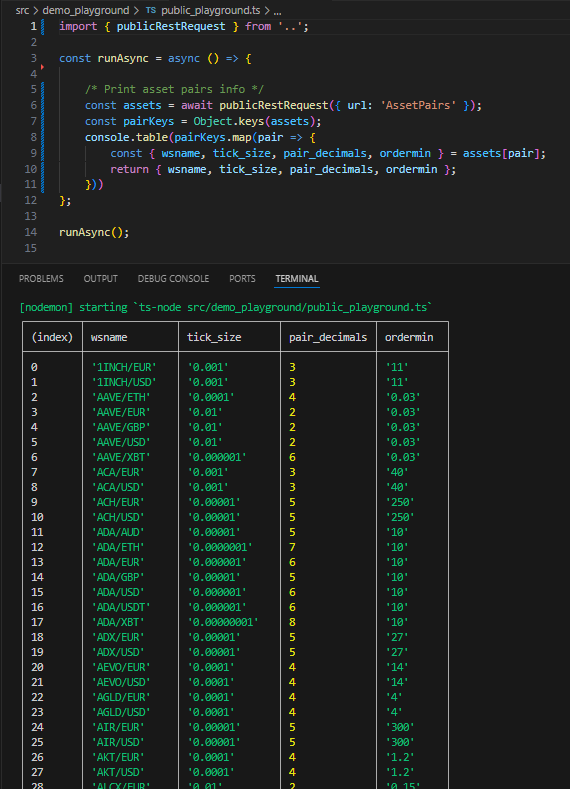 src > demo_playground > TS public_playground.ts > ...
1 import { publicRestRequest } from '..';
2
3 const runAsync = async () => {
4
5 /* Print asset pairs info */
6 const assets = await publicRestRequest({ url: 'AssetPairs' });
7 const pairKeys = Object.keys(assets);
8 console.table(pairKeys.map(pair => {
9 const { wsname, tick_size, pair_decimals, ordermin } = assets[pair];
10 return { wsname, tick_size, pair_decimals, ordermin };
11 }))
12 };
13
14 runAsync();
15
PROBLEMS OUTPUT DEBUG CONSOLE PORTS TERMINAL
[nodemon] starting `ts-node src/demo_playground/public_playground.ts`
(index) wsname tick_size pair_decimals ordermin
0 '1INCH/EUR' '0.001' 3 '11'
1 '1INCH/USD' '0.001' 3 '11'
2 'AAVE/ETH' '0.0001' 4 '0.03'
3 'AAVE/EUR' '0.01' 2 '0.03'
4 'AAVE/GBP' '0.01' 2 '0.03'
5 'AAVE/USD' '0.01' 2 '0.03'
6 'AAVE/XBT' '0.000001' 6 '0.03'
7 'ACA/EUR' '0.001' 3 '40'
8 'ACA/USD' '0.001' 3 '40'
9 'ACH/EUR' '0.00001' 5 '250'
10 'ACH/USD' '0.00001' 5 '250'
11 'ADA/AUD' '0.00001' 5 '10'
12 'ADA/ETH' '0.0000001' 7 '10'
13 'ADA/EUR' '0.000001' 6 '10'
14 'ADA/GBP' '0.00001' 5 '10'
15 'ADA/USD' '0.000001' 6 '10'
16 'ADA/USDT' '0.000001' 6 '10'
17 'ADA/XBT' '0.00000001' 8 '10'
18 'ADX/EUR' '0.00001' 5 '27'
19 'ADX/USD' '0.00001' 5 '27'
20 'AEVO/EUR' '0.0001' 4 '14'
21 'AEVO/USD' '0.0001' 4 '14'
22 'AGLD/EUR' '0.0001' 4 '4'
23 'AGLD/USD' '0.0001' 4 '4'
24 'AIR/EUR' '0.00001' 5 '300'
25 'AIR/USD' '0.00001' 5 '300'
26 'AKT/EUR' '0.0001' 4 '1.2'
27 'AKT/USD' '0.0001' 4 '1.2'
28 'ALCX/EUR' '0.01' 2 '0.15'